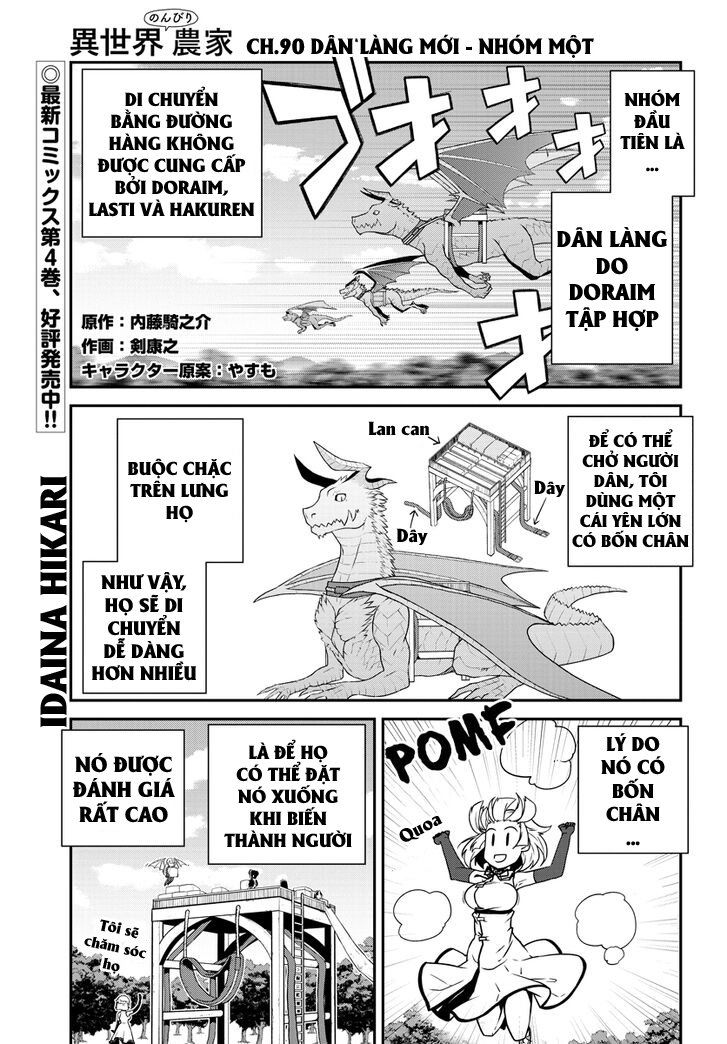 異世界
のんびり
農家
CH.90 DÂN LÀNG MỚI - NHÓM MỘT
◎最新コミックス第4巻、好評発売中!!
IDAINA HIKARI
NHÓM
ĐẦU
TIÊN LÀ
...
DÂN LÀNG
DO
DORAIM
TẬP HỢP
ゴオオオオ
DI CHUYỂN
BẰNG ĐƯỜNG
HÀNG KHÔNG
ĐƯỢC CUNG CẤP
BỞI DORAIM,
LASTI VÀ HAKUREN
原作:内藤騎之介
作画:剣康之
キャラクター原案:やすも
ĐỂ CÓ THỂ
CHỞ NGƯỜI
DÂN, TÔI
DÙNG MỘT
CÁI YÊN LỚN
CÓ BỐN CHÂN
Lan can
Dây
Dây
BUỘC CHẶC
TRÊN LƯNG
HỌ
NHƯ VẬY,
HỌ SẼ DI
CHUYỂN
DỄ DÀNG
HƠN NHIỀU
LÝ DO
NÓ CÓ
BỐN
CHÂN
...
POME
Quoa
LÀ ĐỂ HỌ
CÓ THỂ ĐẶT
NÓ XUỐNG
KHI BIẾN
THÀNH NGƯỜI
NÓ ĐƯỢC
ĐÁNH GIÁ
RẤT CAO
Tôi sẽ
chăm sóc
họ